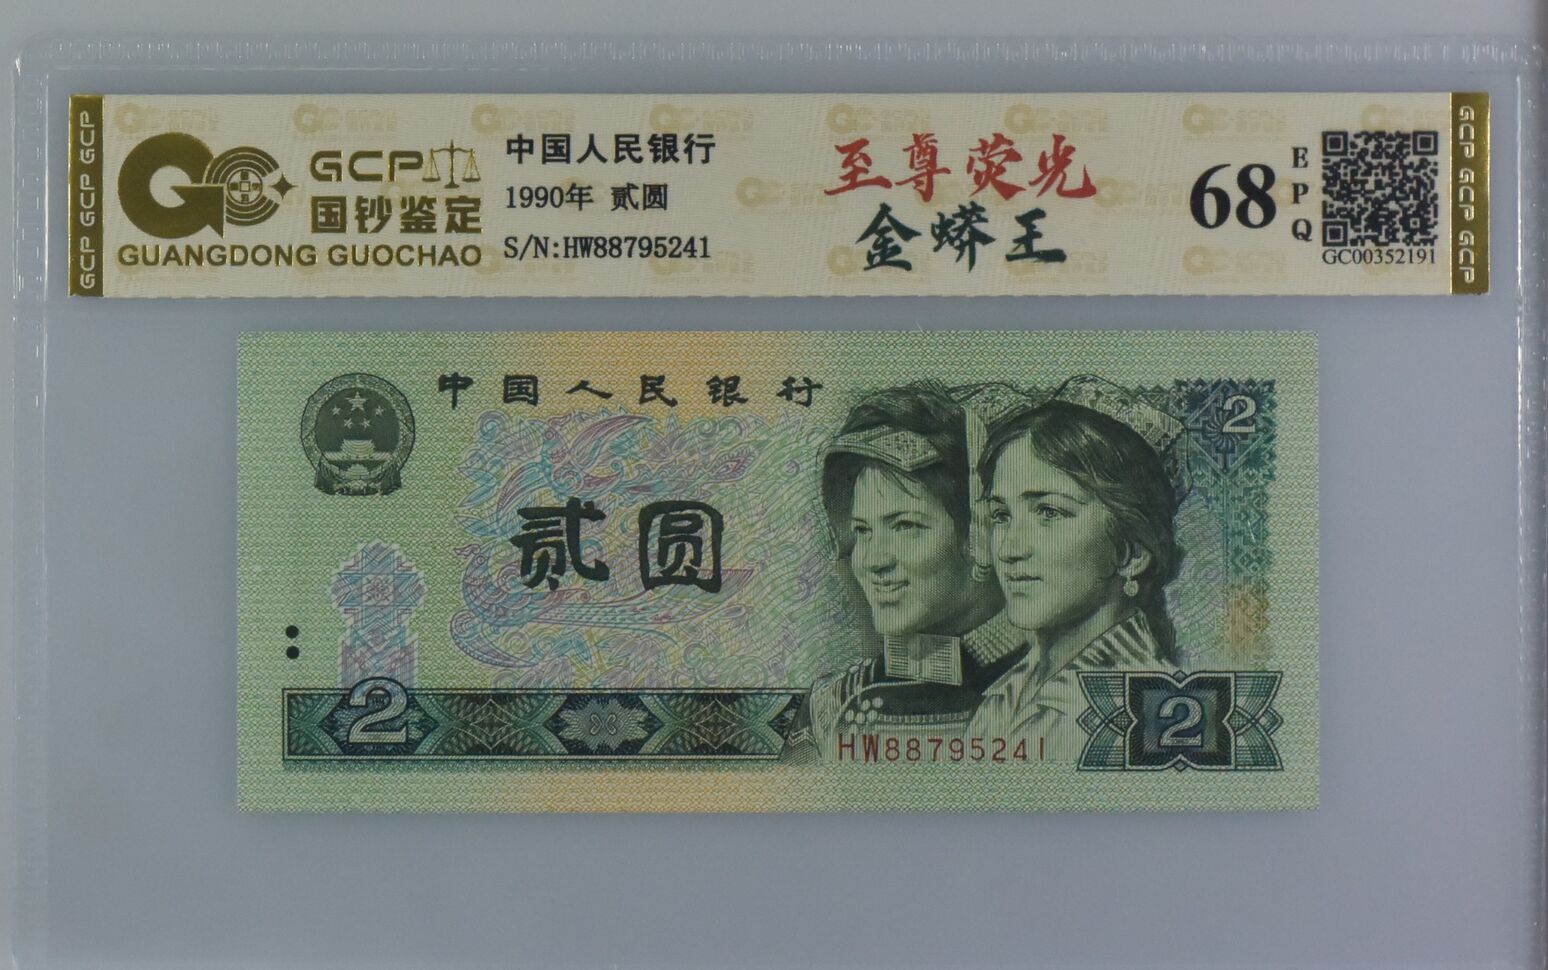 GCP GCP GCP
GCP
国钞鉴定
GUANGDONG GUOCHAO
中国人民银行
1990年 贰圆
S/N:HW88795241
至尊荧光
金蟒王
68
EPQ
GC00352191
GCP GCP GCP
中国人民银行
2
贰圆
2
HW88795241
2